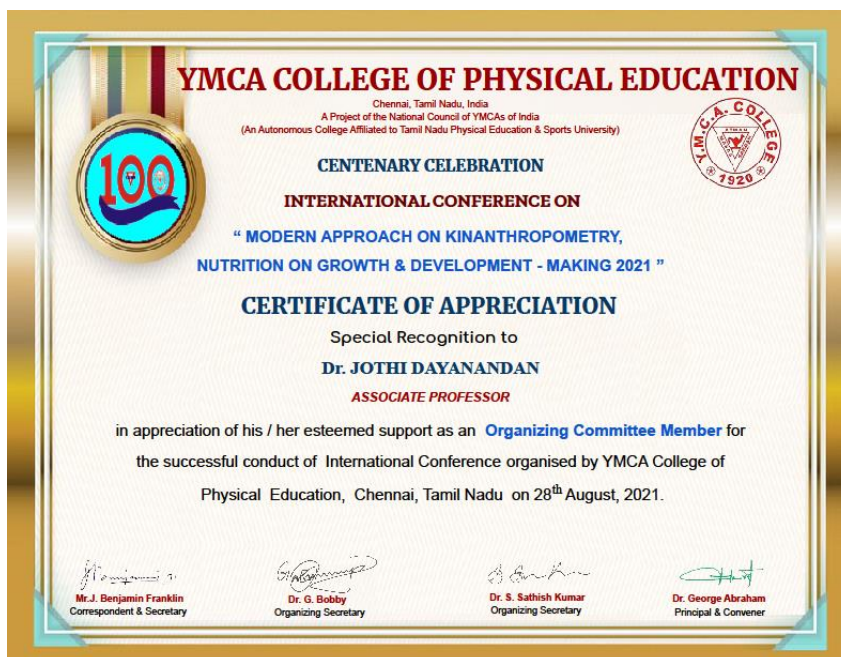 YMCA COLLEGE OF PHYSICAL EDUCATION
Chennai, Tamil Nadu, India
A Project of the National Council of YMCAs of India
(An Autonomous College Affiliated to Tamil Nadu Physical Education & Sports University)
Y.M.C.A. COLLEGE
1920
100
CENTENARY CELEBRATION
INTERNATIONAL CONFERENCE ON
“ MODERN APPROACH ON KINANTHROPOMETRY,
NUTRITION ON GROWTH & DEVELOPMENT - MAKING 2021 ”
CERTIFICATE OF APPRECIATION
Special Recognition to
Dr. JOTHI DAYANANDAN
ASSOCIATE PROFESSOR
in appreciation of his / her esteemed support as an Organizing Committee Member for
the successful conduct of International Conference organised by YMCA College of
Physical Education, Chennai, Tamil Nadu on 28th August, 2021.
Mr.J. Benjamin Franklin
Correspondent & Secretary
Dr. G. Bobby
Organizing Secretary
Dr. S. Sathish Kumar
Organizing Secretary
Dr. George Abraham
Principal & Convener